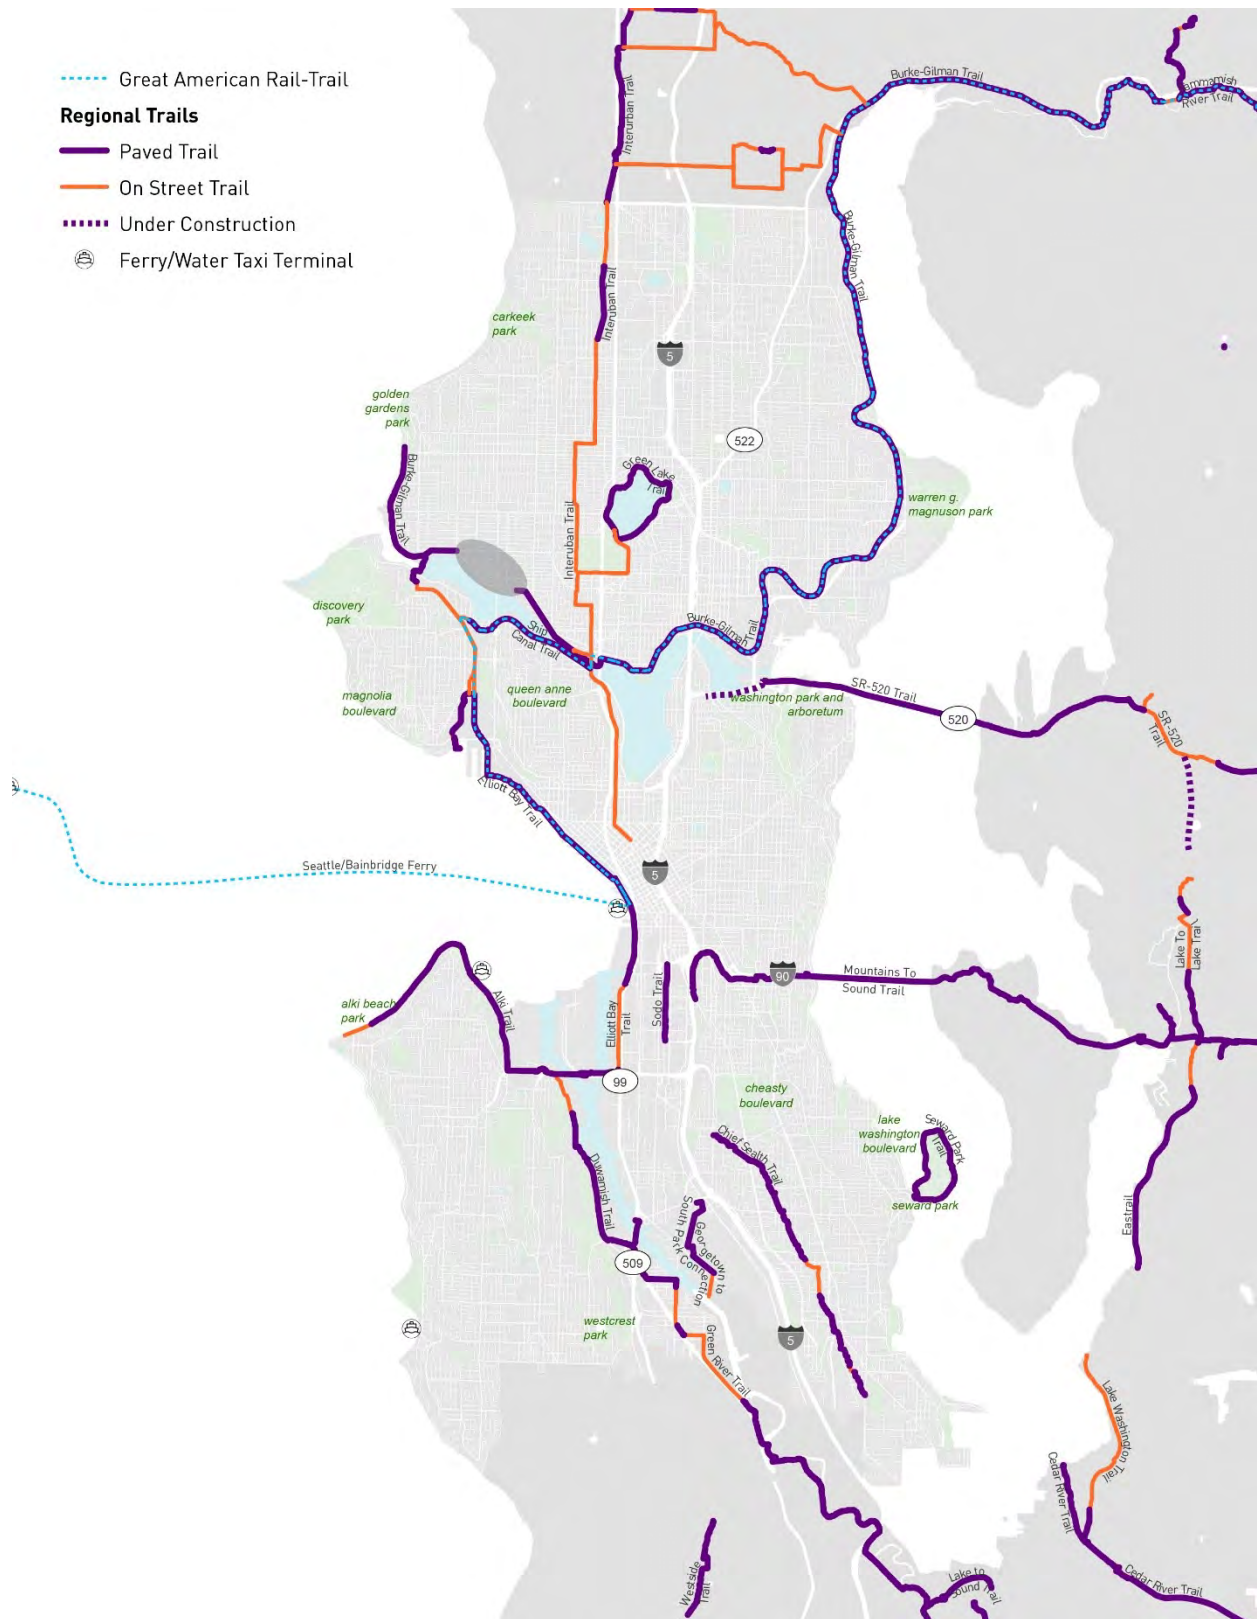 Great American Rail-Trail
Regional Trails
Paved Trail
On Street Trail
Under Construction
Ferry/Water Taxi Terminal
Burke-Gilman Trail
Sammamish
River Trail
Interurban Trail
Burke-Gilman Trail
Interuban Trail
carkeek
park
5
golden
gardens
park
522
Green Lake
Trail
Burke-Gilman Trail
warren g.
magnuson park
Interuban Trail
discovery
park
Ship
Canal Trail
Burke-Gilman
Trail
magnolia
boulevard
queen anne
boulevard
washington park and
arboretum
SR-520 Trail
520
SR-520
Trail
Elliott Bay Trail
Seattle/Bainbridge Ferry
5
Lake To
Lake Trail
Mountains To
Sound Trail
90
alki beach
park
Alki Trail
Elliott Bay
Trail
Sodo Trail
99
cheasty
boulevard
lake
washington
boulevard
Seward Park
Trail
seward park
Chief Sealth Trail
Duwamish Trail
Georgetown to
South Park Connection
Eastrail
509
westcrest
park
Green River Trail
5
Lake Washington Trail
Cedar River Trail
Cedar River Trail
Westside
Trail
Lake to
Sound Trail